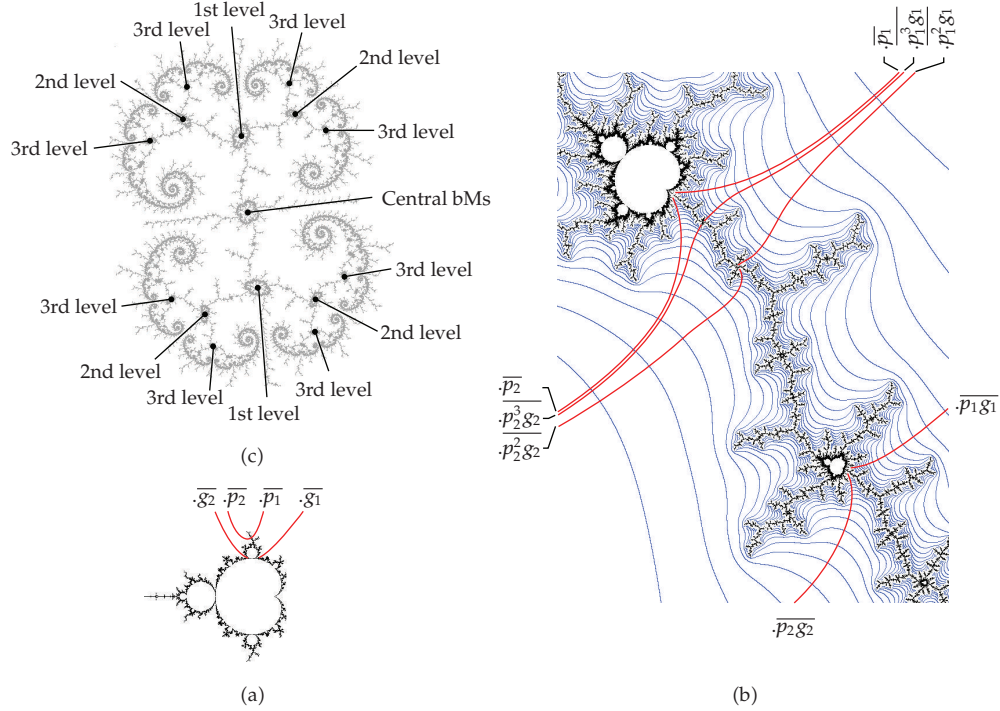 1st level
3rd level
3rd level
2nd level
2nd level
3rd level
3rd level
Central bMs
3rd level
3rd level
2nd level
2nd level
3rd level
3rd level
1st level
(c)
.\overline{g_2} .\overline{p_2} .\overline{p_1} .\overline{g_1}
(a)
.\overline{p_1}
.\overline{p_1^3 g_1}
.\overline{p_1^2 g_1}
.\overline{p_2}
.\overline{p_2^3 g_2}
.\overline{p_2^2 g_2}
.\overline{p_1 g_1}
.\overline{p_2 g_2}
(b)